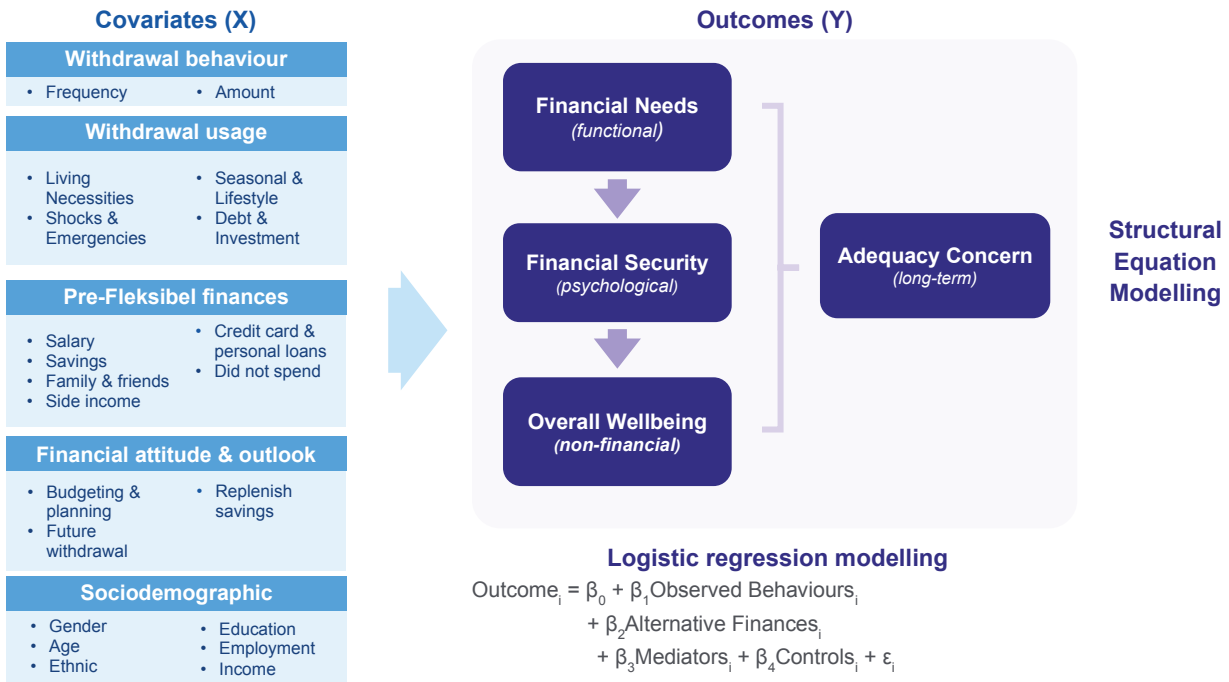 Covariates (X)
Withdrawal behaviour
• Frequency
• Amount
Withdrawal usage
• Living
Necessities
• Shocks &
Emergencies
• Seasonal &
Lifestyle
• Debt &
Investment
Pre-Fleksibel finances
• Salary
• Savings
• Family & friends
• Side income
• Credit card &
personal loans
• Did not spend
Financial attitude & outlook
• Budgeting &
planning
• Future
withdrawal
• Replenish
savings
Sociodemographic
• Gender
• Age
• Ethnic
• Education
• Employment
• Income
Outcomes (Y)
Financial Needs
(functional)
Financial Security
(psychological)
Overall Wellbeing
(non-financial)
Adequacy Concern
(long-term)
Structural
Equation
Modelling
Logistic regression modelling
Outcomeᵢ = β₀ + β₁Observed Behavioursᵢ
+ β₂Alternative Financesᵢ
+ β₃Mediatorsᵢ + β₄Controlsᵢ + εᵢ